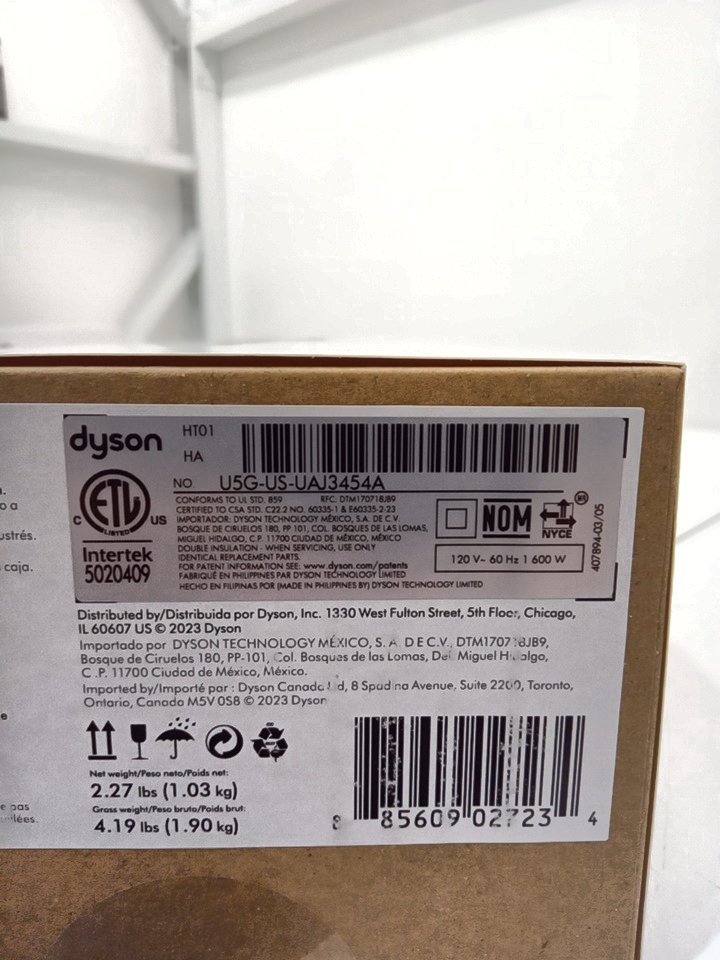 dyson
HT01
HA
NO U5G-US-UAJ3454A
CONFORMS TO UL STD. 859 RFC: DTM170718JB9
CERTIFIED TO CSA STD. C22.2 NO. 60335-1 & E60335-2-23
IMPORTADOR: DYSON TECHNOLOGY MÉXICO, S.A. DE C.V.
BOSQUE DE CIRUELOS 180, PP 101, COL. BOSQUES DE LAS LOMAS,
MIGUEL HIDALGO, C.P. 11700 CIUDAD DE MÉXICO, MÉXICO
DOUBLE INSULATION - WHEN SERVICING, USE ONLY
IDENTICAL REPLACEMENT PARTS.
FOR PATENT INFORMATION SEE: www.dyson.com/patents
FABRIQUÉ EN PHILIPPINES PAR DYSON TECHNOLOGY LIMITED
HECHO EN FILIPINAS POR (MADE IN PHILIPPINES BY) DYSON TECHNOLOGY LIMITED
C ETL US
LISTED
Intertek
5020409
NOM
NYCE
MR
120 V~ 60 Hz 1 600 W
407894-03/05
Distributed by/Distribuida por Dyson, Inc. 1330 West Fulton Street, 5th Floor, Chicago,
IL 60607 US © 2023 Dyson
Importado por DYSON TECHNOLOGY MÉXICO, S. A. D E C.V., DTM170718JB9,
Bosque de Ciruelos 180, PP-101, Col. Bosques de las Lomas, Del. Miguel Hidalgo,
C .P. 11700 Ciudad de México, México.
Imported by/Importé par : Dyson Canada Ltd, 8 Spadina Avenue, Suite 2200, Toronto,
Ontario, Canada M5V 0S8 © 2023 Dyson
Net weight/Peso neto/Poids net:
2.27 lbs (1.03 kg)
Gross weight/Peso bruto/Poids brut:
4.19 lbs (1.90 kg)
8 85609 02723 4
o a
caja.
e
pas